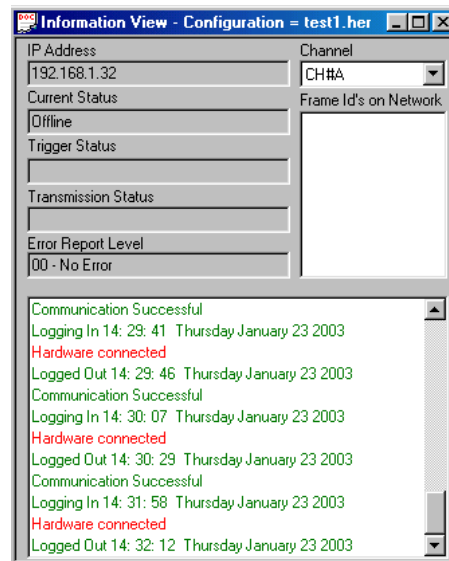 Information View - Configuration = test1.her
IP Address
192.168.1.32
Current Status
Offline
Trigger Status
Transmission Status
Error Report Level
00 - No Error
Channel
CH#A
Frame Id's on Network
Communication Successful
Logging In 14: 29: 41 Thursday January 23 2003
Hardware connected
Logged Out 14: 29: 46 Thursday January 23 2003
Communication Successful
Logging In 14: 30: 07 Thursday January 23 2003
Hardware connected
Logged Out 14: 30: 29 Thursday January 23 2003
Communication Successful
Logging In 14: 31: 58 Thursday January 23 2003
Hardware connected
Logged Out 14: 32: 12 Thursday January 23 2003